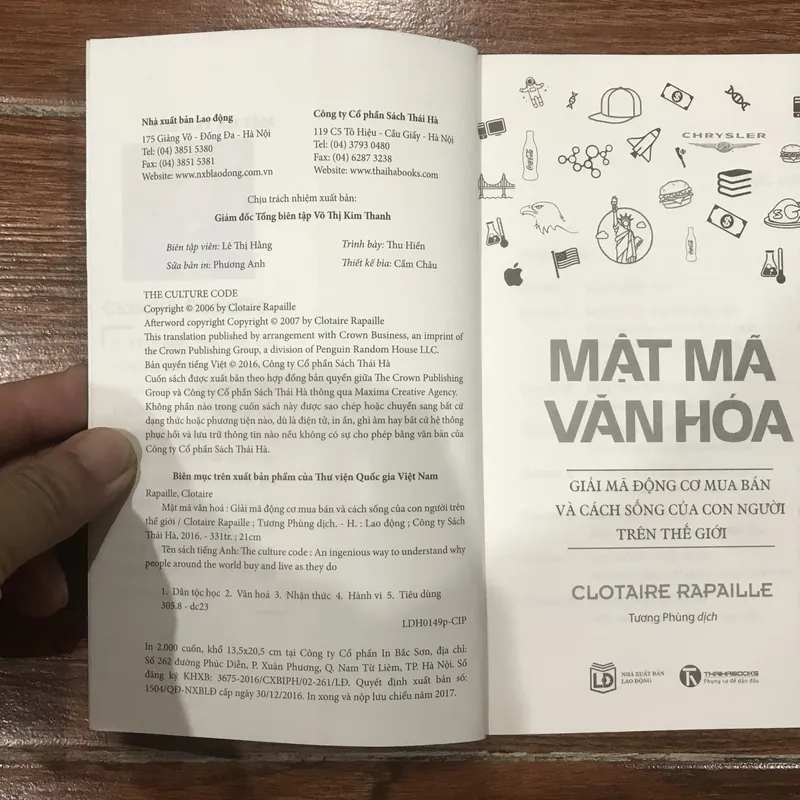 Nhà xuất bản Lao động
175 Giảng Võ - Đống Đa - Hà Nội
Tel: (04) 3851 5380
Fax: (04) 3851 5381
Website: www.nxblaodong.com.vn
Công ty Cổ phần Sách Thái Hà
119 C5 Tô Hiệu - Cầu Giấy - Hà Nội
Tel: (04) 3793 0480
Fax: (04) 6287 3238
Website: www.thaihabooks.com
Chịu trách nhiệm xuất bản:
Giám đốc Tổng biên tập Võ Thị Kim Thanh
Biên tập viên: Lê Thị Hằng
Trình bày: Thu Hiền
Sửa bản in: Phương Anh
Thiết kế bìa: Cẩm Châu
THE CULTURE CODE
Copyright © 2006 by Clotaire Rapaille
Afterword copyright Copyright © 2007 by Clotaire Rapaille
This translation published by arrangement with Crown Business, an imprint of
the Crown Publishing Group, a division of Penguin Random House LLC.
Bản quyền tiếng Việt © 2016, Công ty Cổ phần Sách Thái Hà
Cuốn sách được xuất bản theo hợp đồng bản quyền giữa The Crown Publishing
Group và Công ty Cổ phần Sách Thái Hà thông qua Maxima Creative Agency.
Không phần nào trong cuốn sách này được sao chép hoặc chuyển sang bất cứ
dạng thức hoặc phương tiện nào, dù là điện tử, in ấn, ghi âm hay bất cứ hệ thống
phục hồi và lưu trữ thông tin nào nếu không có sự cho phép bằng văn bản của
Công ty Cổ phần Sách Thái Hà.
Biên mục trên xuất bản phẩm của Thư viện Quốc gia Việt Nam
Rapaille, Clotaire
Mật mã văn hoá : Giải mã động cơ mua bán và cách sống của con người trên
thế giới / Clotaire Rapaille ; Tương Phùng dịch. - H. : Lao động ; Công ty Sách
Thái Hà, 2016. - 331tr. ; 21cm
Tên sách tiếng Anh: The culture code : An ingenious way to understand why
people around the world buy and live as they do
1. Dân tộc học 2. Văn hoá 3. Nhận thức 4. Hành vi 5. Tiêu dùng
305.8 - dc23
LDH0149p-CIP
In 2.000 cuốn, khổ 13,5x20,5 cm tại Công ty Cổ phần In Bắc Sơn, địa chỉ:
Số 262 đường Phúc Diễn, P. Xuân Phương, Q. Nam Từ Liêm, TP. Hà Nội. Số
đăng ký KHXB: 3675-2016/CXBIPH/02-261/LĐ. Quyết định xuất bản số:
1504/QĐ-NXBLĐ cấp ngày 30/12/2016. In xong và nộp lưu chiểu năm 2017.
CHRYSLER
MẬT MÃ
VĂN HÓA
GIẢI MÃ ĐỘNG CƠ MUA BÁN
VÀ CÁCH SỐNG CỦA CON NGƯỜI
TRÊN THẾ GIỚI
CLOTAIRE RAPAILLE
Tương Phùng dịch
LĐ
NHÀ XUẤT BẢN
LAO ĐỘNG
THAIHABOOKS
Phụng sự để dẫn đầu